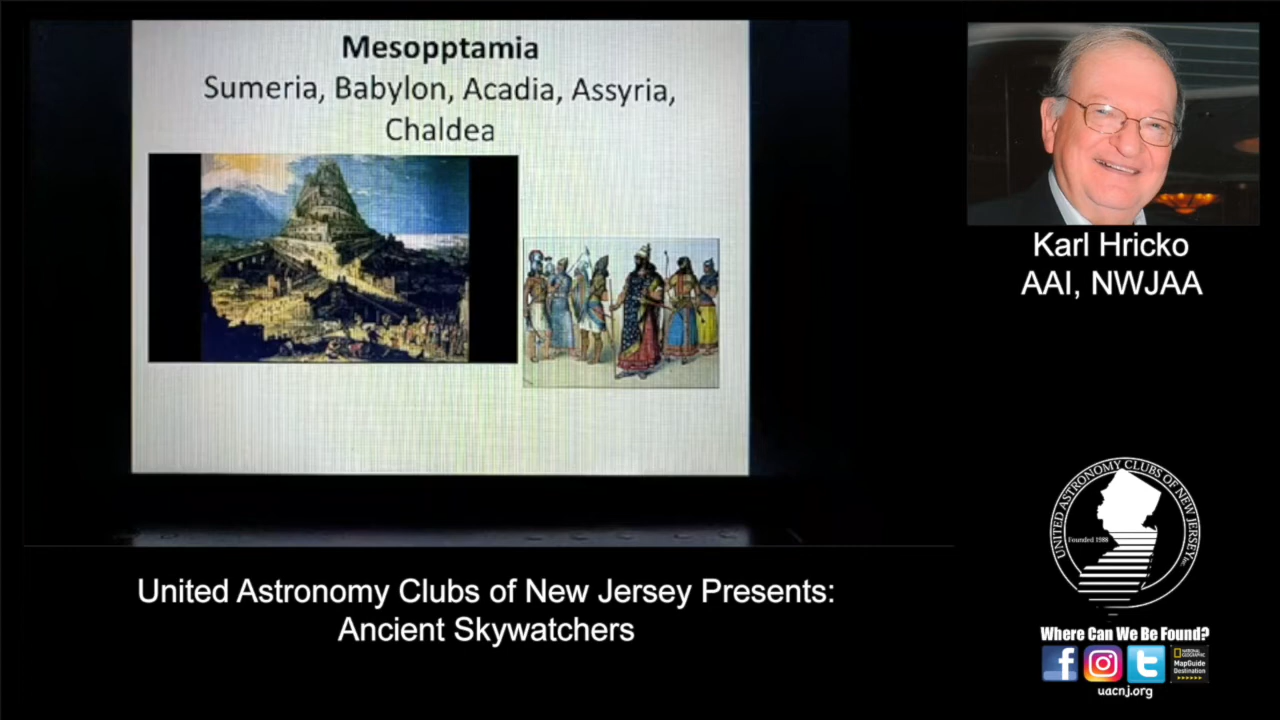 Mesopptamia
Sumeria, Babylon, Acadia, Assyria,
Chaldea
Karl Hricko
AAI, NWJAA
UNITED ASTRONOMY CLUBS OF NEW JERSEY Inc.
Founded 1988
United Astronomy Clubs of New Jersey Presents:
Ancient Skywatchers
Where Can We Be Found?
NATIONAL GEOGRAPHIC
MapGuide
Destination
uacnj.org